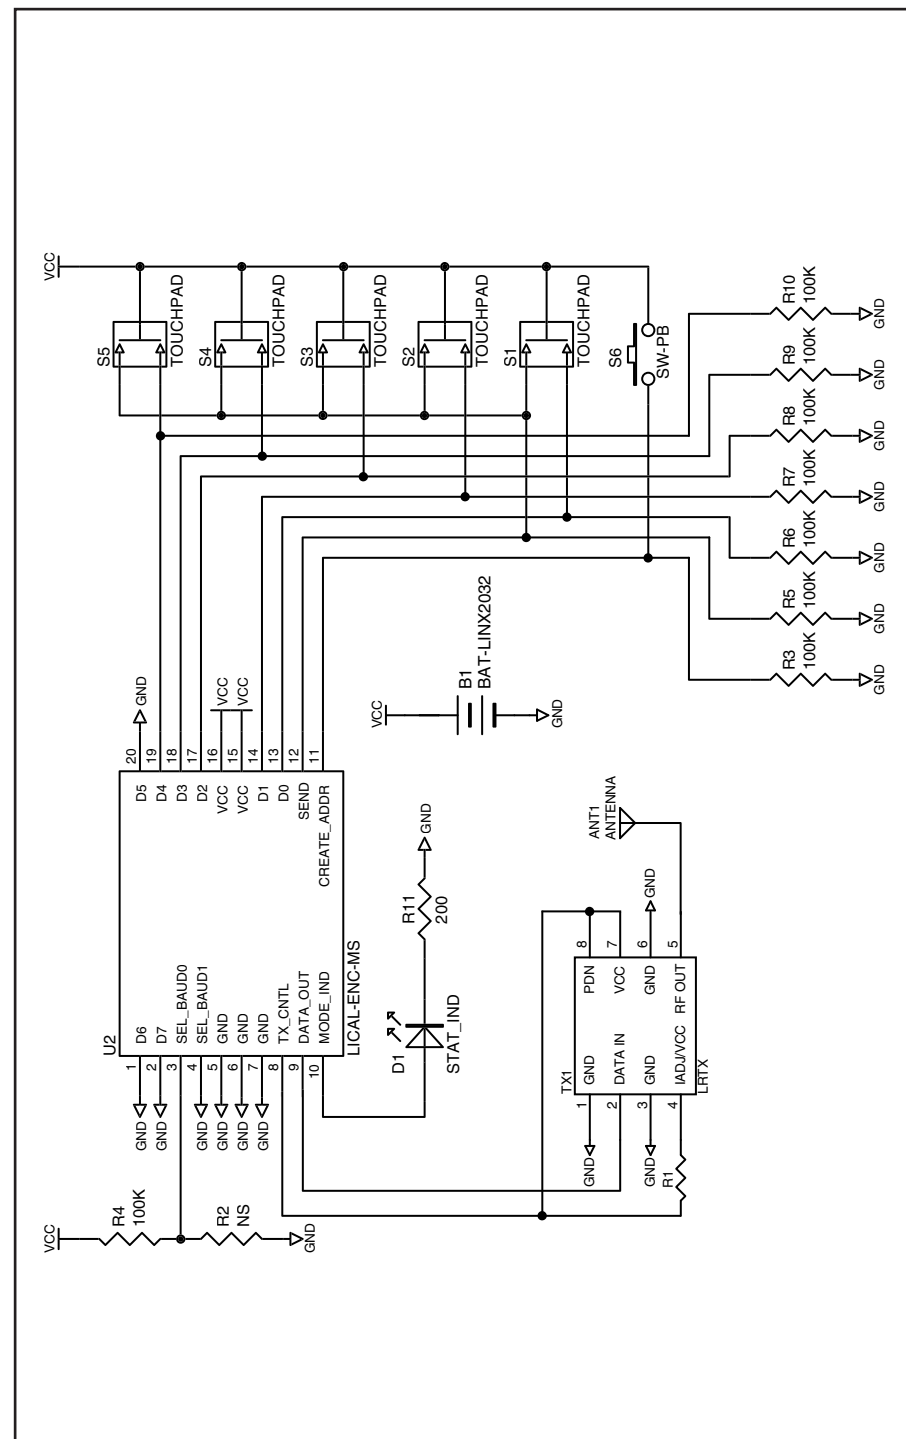 VCC
S5
TOUCHPAD
S4
TOUCHPAD
S3
TOUCHPAD
S2
TOUCHPAD
S1
TOUCHPAD
S6
SW-PB
R10
100K
GND
R9
100K
GND
R8
100K
GND
R7
100K
GND
R6
100K
GND
R5
100K
GND
R3
100K
GND
VCC
B1
BAT-LINX2032
GND
GND
VCC
VCC
20
19
18
17
16
15
14
13
12
11
D5
D4
D3
D2
VCC
VCC
D1
D0
SEND
CREATE_ADDR
U2
LICAL-ENC-MS
D6
D7
SEL_BAUD0
SEL_BAUD1
GND
GND
GND
TX_CNTL
DATA_OUT
MODE_IND
1
2
3
4
5
6
7
8
9
10
GND
GND
GND
GND
GND
GND
VCC
R4
100K
R2
NS
GND
D1
STAT_IND
R11
200
GND
ANT1
ANTENNA
GND
8
7
6
5
PDN
VCC
GND
RF OUT
TX1
LRTX
GND
DATA IN
GND
IADJ/VCC
1
2
3
4
GND
GND
R1